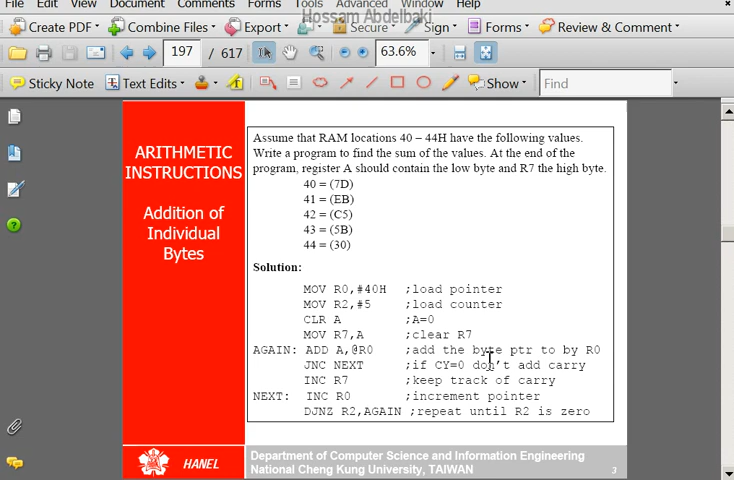 File Edit View Document Comments Forms Tools Advanced Window Help
Hossam Abdelbaki
Create PDF Combine Files Export Secure Sign Forms Review & Comment
197 / 617 63.6%
Sticky Note Text Edits Show Find
ARITHMETIC
INSTRUCTIONS
Addition of
Individual
Bytes
Assume that RAM locations 40 – 44H have the following values.
Write a program to find the sum of the values. At the end of the
program, register A should contain the low byte and R7 the high byte.
40 = (7D)
41 = (EB)
42 = (C5)
43 = (5B)
44 = (30)
Solution:
MOV R0,#40H ;load pointer
MOV R2,#5 ;load counter
CLR A ;A=0
MOV R7,A ;clear R7
AGAIN: ADD A,@R0 ;add the byte ptr to by R0
JNC NEXT ;if CY=0 don't add carry
INC R7 ;keep track of carry
NEXT: INC R0 ;increment pointer
DJNZ R2,AGAIN ;repeat until R2 is zero
HANEL
Department of Computer Science and Information Engineering
National Cheng Kung University, TAIWAN
3